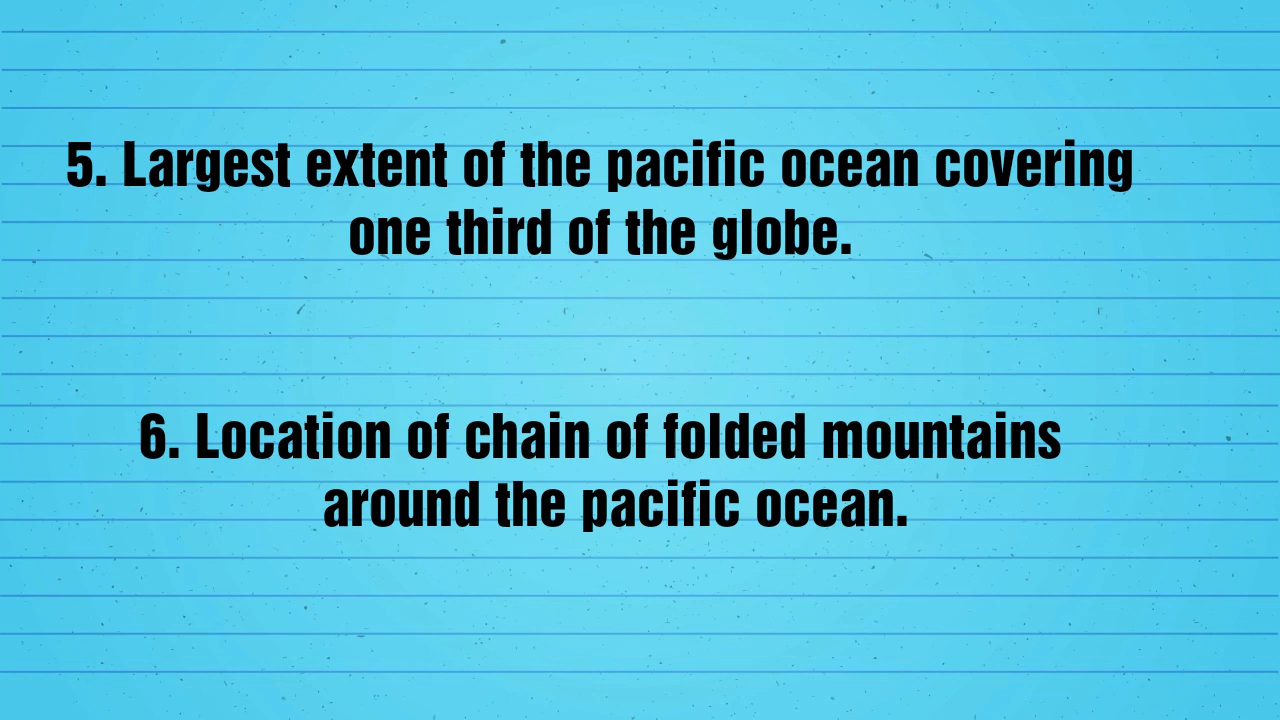 5. Largest extent of the pacific ocean covering
one third of the globe.
6. Location of chain of folded mountains
around the pacific ocean.